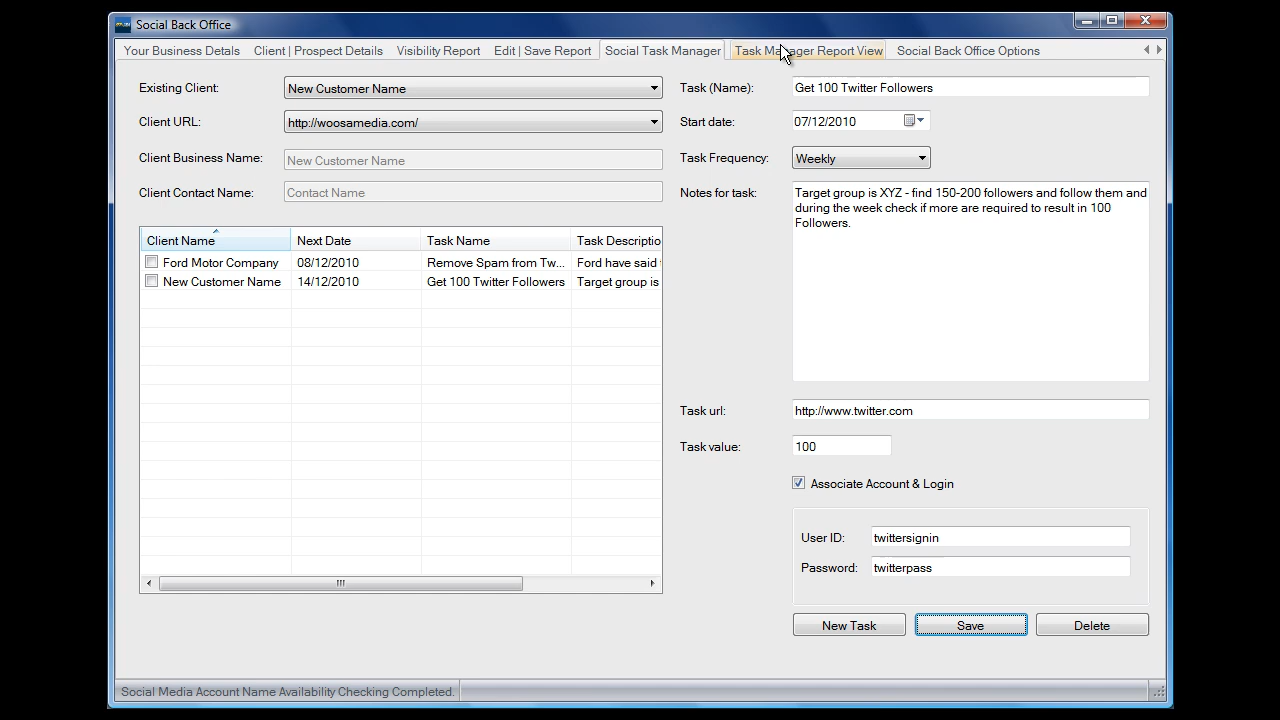 Social Back Office
Your Business Detals Client | Prospect Details Visibility Report Edit | Save Report Social Task Manager Task Manager Report View Social Back Office Options
Existing Client: New Customer Name
Client URL: http://woosamedia.com/
Client Business Name: New Customer Name
Client Contact Name: Contact Name
Client Name Next Date Task Name Task Descriptio
Ford Motor Company 08/12/2010 Remove Spam from Tw... Ford have said
New Customer Name 14/12/2010 Get 100 Twitter Followers Target group is
Task (Name): Get 100 Twitter Followers
Start date: 07/12/2010
Task Frequency: Weekly
Notes for task: Target group is XYZ - find 150-200 followers and follow them and
during the week check if more are required to result in 100
Followers.
Task url: http://www.twitter.com
Task value: 100
Associate Account & Login
User ID: twittersignin
Password: twitterpass
New Task Save Delete
Social Media Account Name Availability Checking Completed.